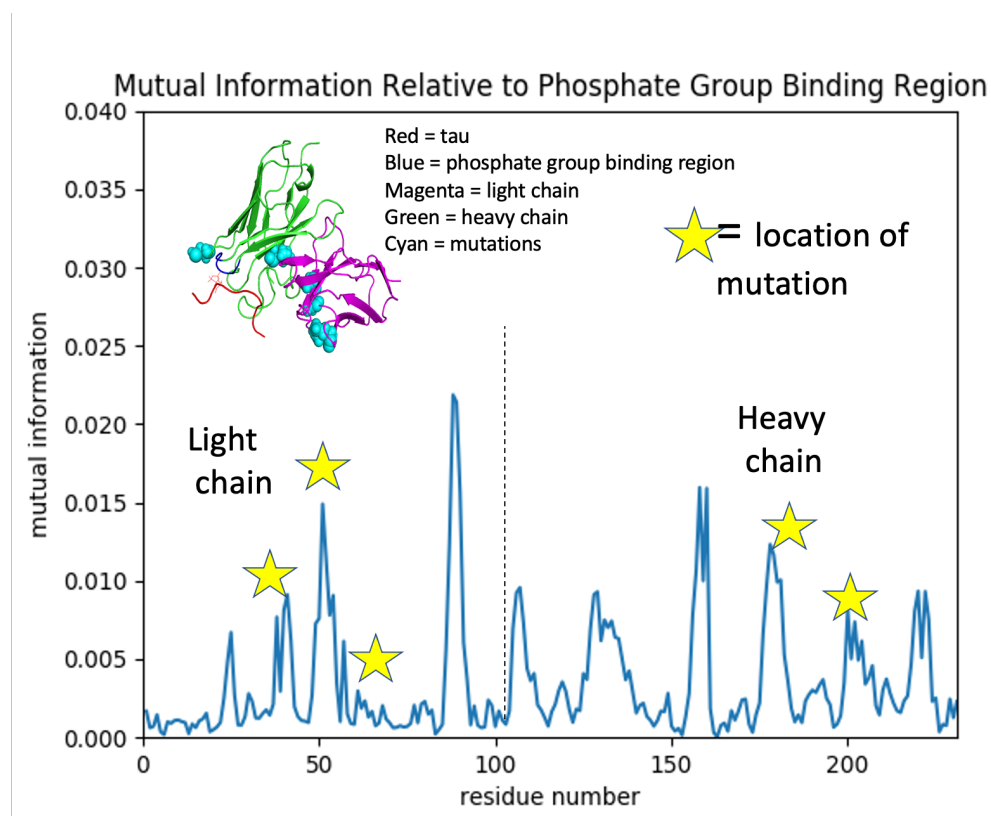 Mutual Information Relative to Phosphate Group Binding Region
0.040
0.035
0.030
0.025
0.020
0.015
0.010
0.005
0.000
mutual information
Red = tau
Blue = phosphate group binding region
Magenta = light chain
Green = heavy chain
Cyan = mutations
= location of
mutation
Light
chain
Heavy
chain
0 50 100 150 200
residue number